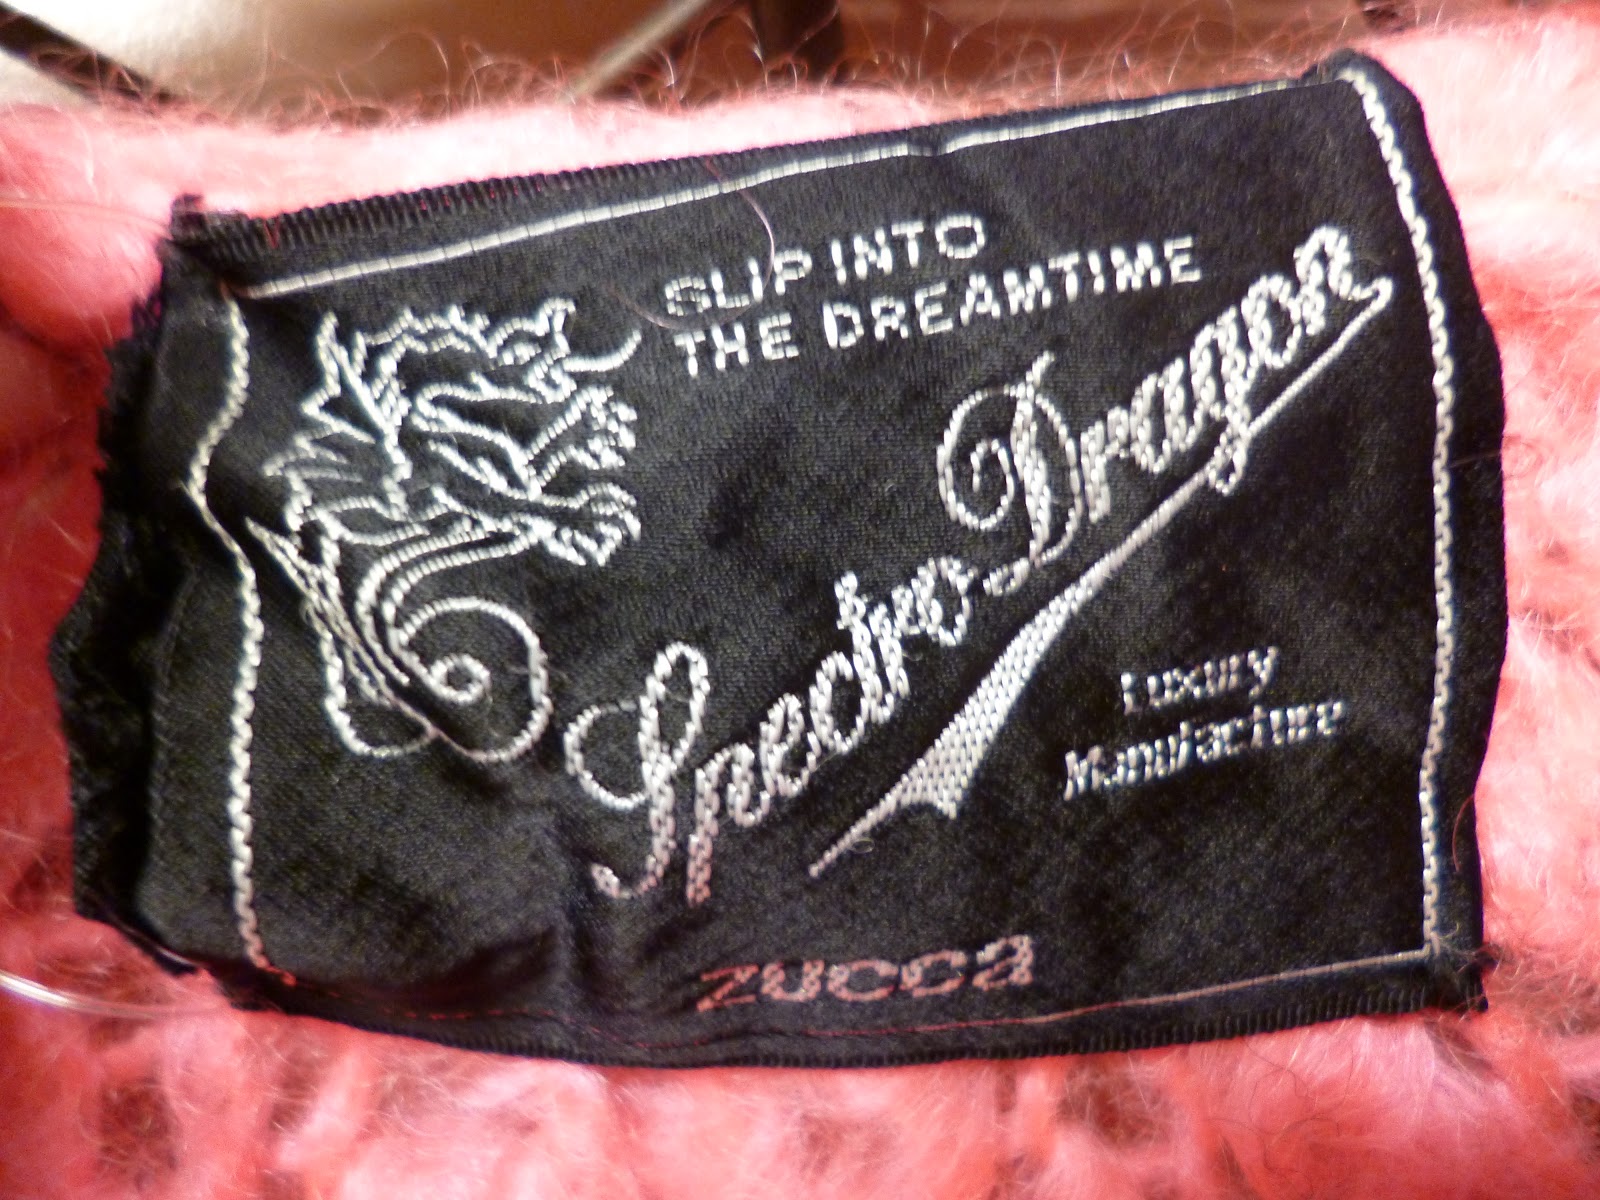 SLIP INTO
THE DREAMTIME
Spectro Dragon
Luxury
Manufacture
ZUCCa